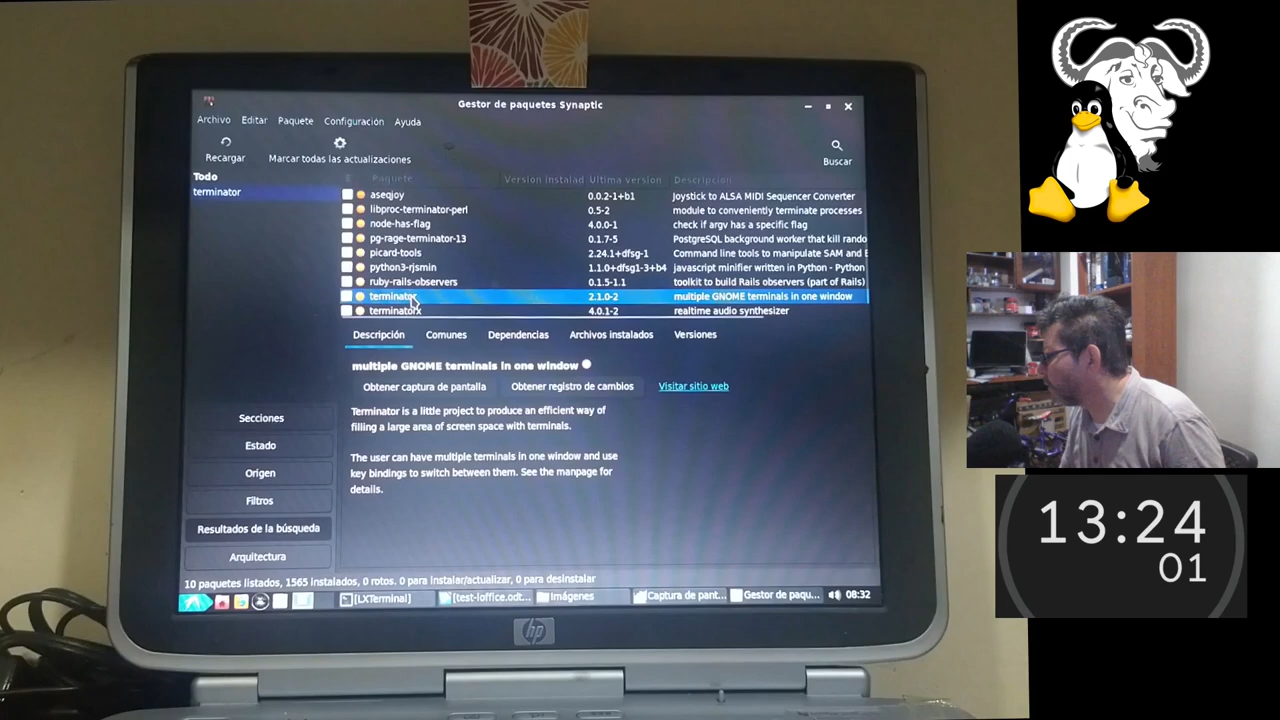 Gestor de paquetes Synaptic
Archivo Editar Paquete Configuración Ayuda
Recargar Marcar todas las actualizaciones Buscar
Todo
terminator
Paquete Version instalad Ultima version Descripcion
aseqjoy 0.0.2-1+b1 Joystick to ALSA MIDI Sequencer Converter
libproc-terminator-perl 0.5-2 module to conveniently terminate processes
node-has-flag 4.0.0-1 check if argv has a specific flag
pg-rage-terminator-13 0.1.7-5 PostgreSQL background worker that kill rando
picard-tools 2.24.1+dfsg-1 Command line tools to manipulate SAM and B
python3-rjsmin 1.1.0+dfsg1-3+b4 javascript minifier written in Python - Python
ruby-rails-observers 0.1.5-1.1 toolkit to build Rails observers (part of Rails)
terminator 2.1.0-2 multiple GNOME terminals in one window
terminatorx 4.0.1-2 realtime audio synthesizer
Descripción Comunes Dependencias Archivos instalados Versiones
multiple GNOME terminals in one window
Obtener captura de pantalla Obtener registro de cambios Visitar sitio web
Terminator is a little project to produce an efficient way of
filling a large area of screen space with terminals.
The user can have multiple terminals in one window and use
key bindings to switch between them. See the manpage for
details.
Secciones
Estado
Origen
Filtros
Resultados de la búsqueda
Arquitectura
10 paquetes listados, 1565 instalados, 0 rotos. 0 para instalar/actualizar, 0 para desinstalar
[LXTerminal] [test-loffice.odt... Imágenes Captura de pant... Gestor de paqu... 08:32
hp
13:24
01